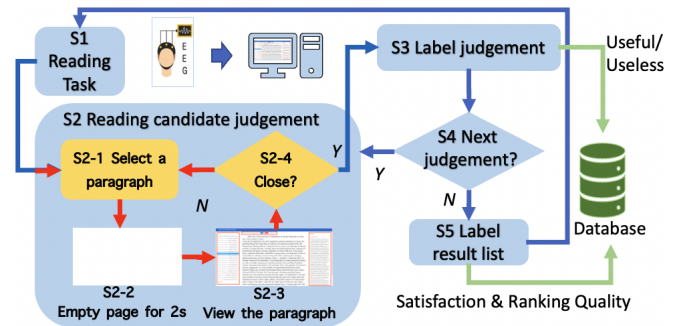 S1
Reading
Task
E
E
G
S3 Label judgement
Useful/
Useless
S2 Reading candidate judgement
S2-1 Select a
paragraph
S2-4
Close?
Y
N
S4 Next
judgement?
Y
N
S5 Label
result list
Database
S2-2
Empty page for 2s
S2-3
View the paragraph
Satisfaction & Ranking Quality